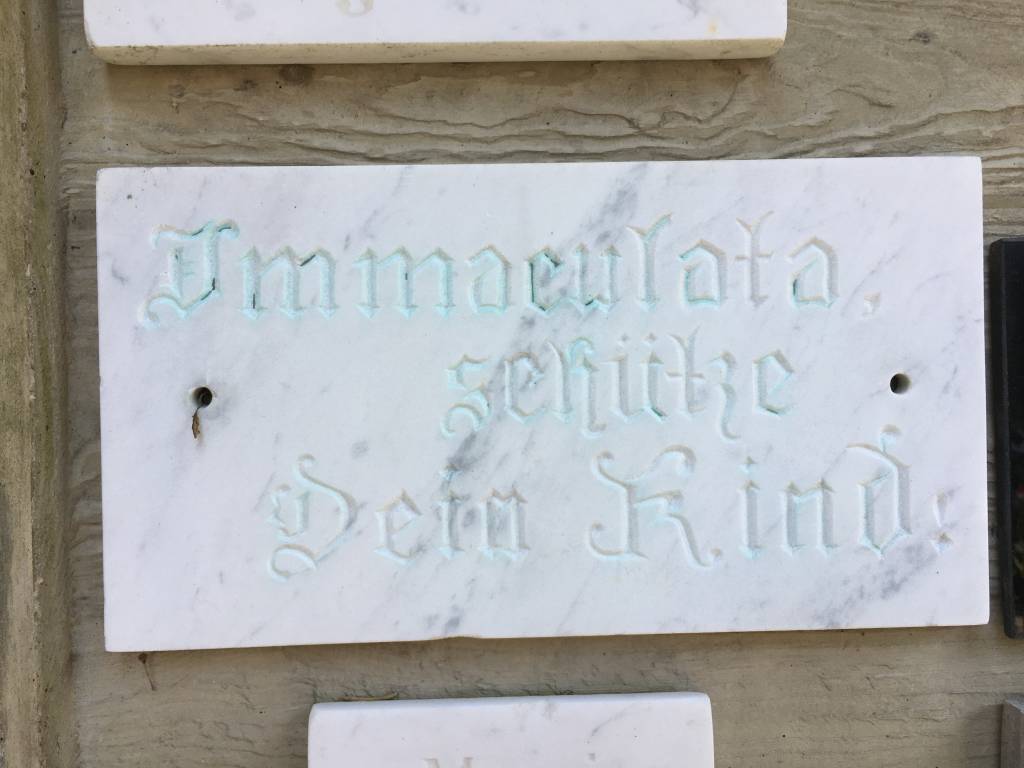 Immaculata,
schütze
Dein Kind!